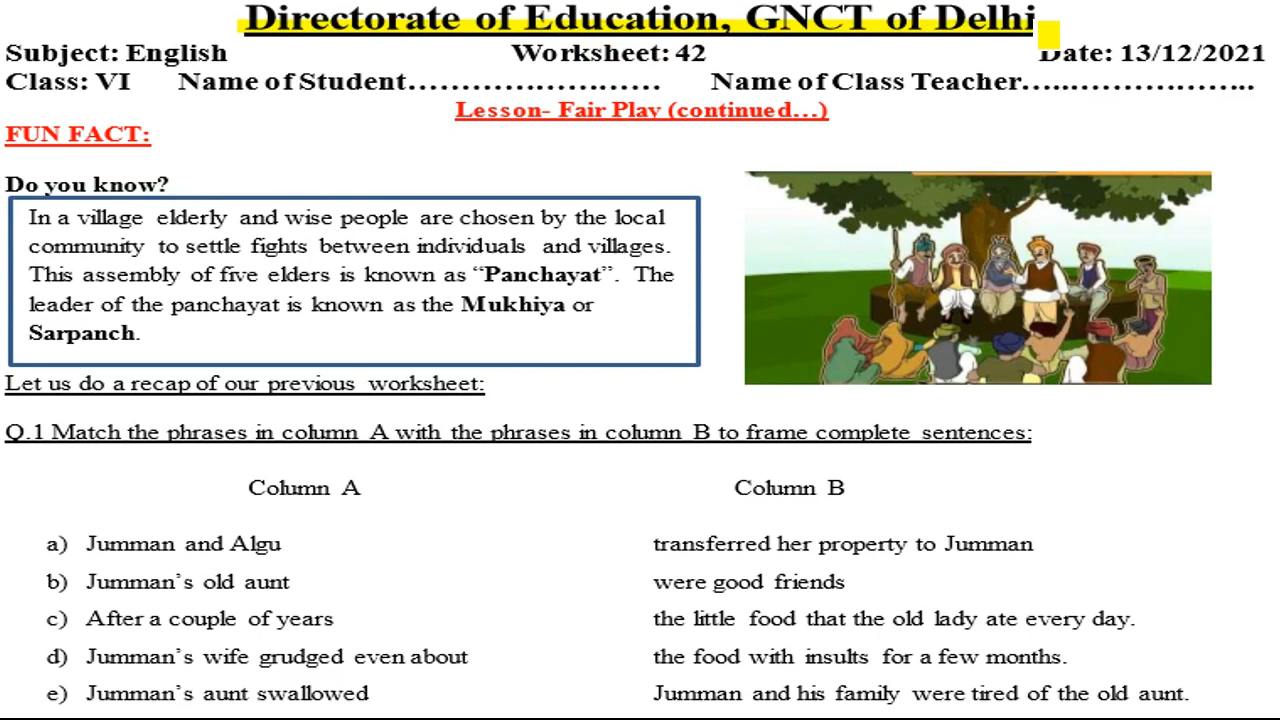 Directorate of Education, GNCT of Delhi
Subject: English Worksheet: 42 Date: 13/12/2021
Class: VI Name of Student……………………… Name of Class Teacher…..………………..
Lesson- Fair Play (continued…)
FUN FACT:
Do you know?
In a village elderly and wise people are chosen by the local
community to settle fights between individuals and villages.
This assembly of five elders is known as “Panchayat”. The
leader of the panchayat is known as the Mukhiya or
Sarpanch.
Let us do a recap of our previous worksheet:
Q.1 Match the phrases in column A with the phrases in column B to frame complete sentences:
Column A Column B
a) Jumman and Algu transferred her property to Jumman
b) Jumman’s old aunt were good friends
c) After a couple of years the little food that the old lady ate every day.
d) Jumman’s wife grudged even about the food with insults for a few months.
e) Jumman’s aunt swallowed Jumman and his family were tired of the old aunt.